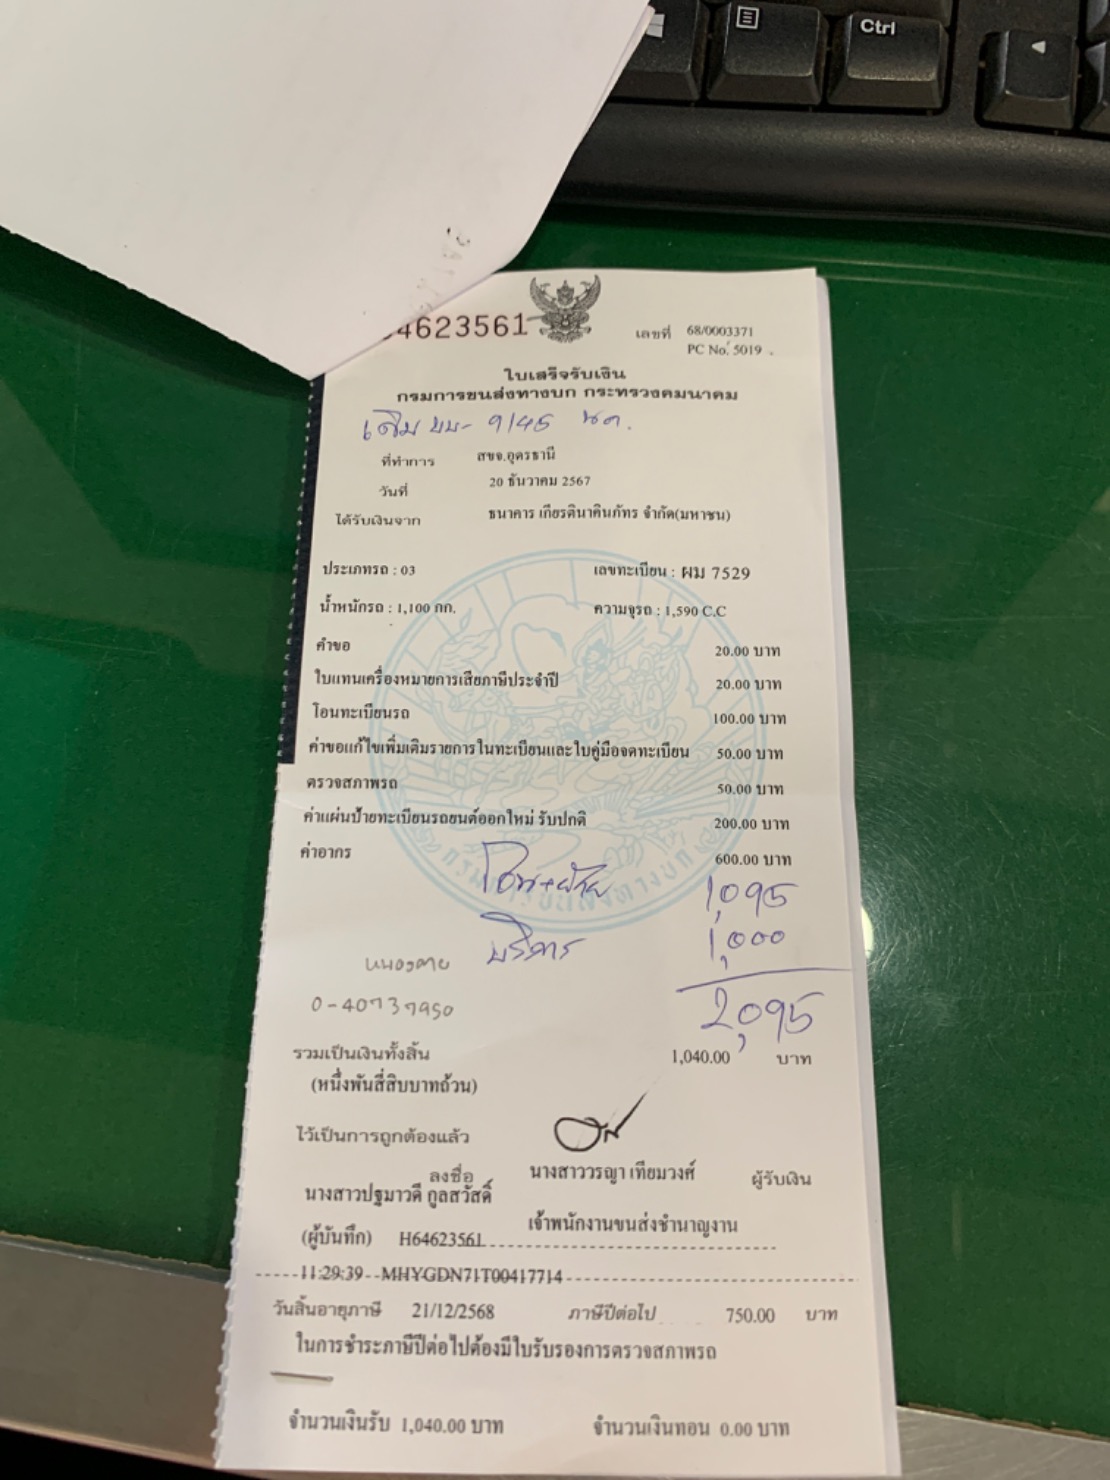 Ctrl
4623561
เลขที่ 68/0003371
PC No. 5019
ใบเสร็จรับเงิน
กรมการขนส่งทางบก กระทรวงคมนาคม
เดิม บน- 9145 นค.
ที่ทำการ สขจ.อุดรธานี
วันที่ 20 ธันวาคม 2567
ได้รับเงินจาก ธนาคาร เกียรตินาคินภัทร จำกัด(มหาชน)
ประเภทรถ : 03 เลขทะเบียน : ผม 7529
น้ำหนักรถ : 1,100 กก. ความจุรถ : 1,590 C.C
คำขอ 20.00 บาท
ใบแทนเครื่องหมายการเสียภาษีประจำปี 20.00 บาท
โอนทะเบียนรถ 100.00 บาท
ค่าขอแก้ไขเพิ่มเติมรายการในทะเบียนและใบคู่มือจดทะเบียน 50.00 บาท
ตรวจสภาพรถ 50.00 บาท
ค่าแผ่นป้ายทะเบียนรถยนต์ออกใหม่ รับปกติ 200.00 บาท
ค่าอากร 600.00 บาท
กรมการขนส่งทางบก
โอน+ย้าย 1,095
บริการ 1,000
หนองคาย
0-40737950 2,095
รวมเป็นเงินทั้งสิ้น 1,040.00 บาท
(หนึ่งพันสี่สิบบาทถ้วน)
ไว้เป็นการถูกต้องแล้ว
ลงชื่อ นางสาววรญา เทียมวงศ์ ผู้รับเงิน
นางสาวปฐมาวดี กูลสวัสดิ์
เจ้าพนักงานขนส่งชำนาญงาน
(ผู้บันทึก) H64623561
11:29:39 MHYGDN71T00417714
วันสิ้นอายุภาษี 21/12/2568 ภาษีปีต่อไป 750.00 บาท
ในการชำระภาษีปีต่อไปต้องมีใบรับรองการตรวจสภาพรถ
จำนวนเงินรับ 1,040.00 บาท จำนวนเงินทอน 0.00 บาท